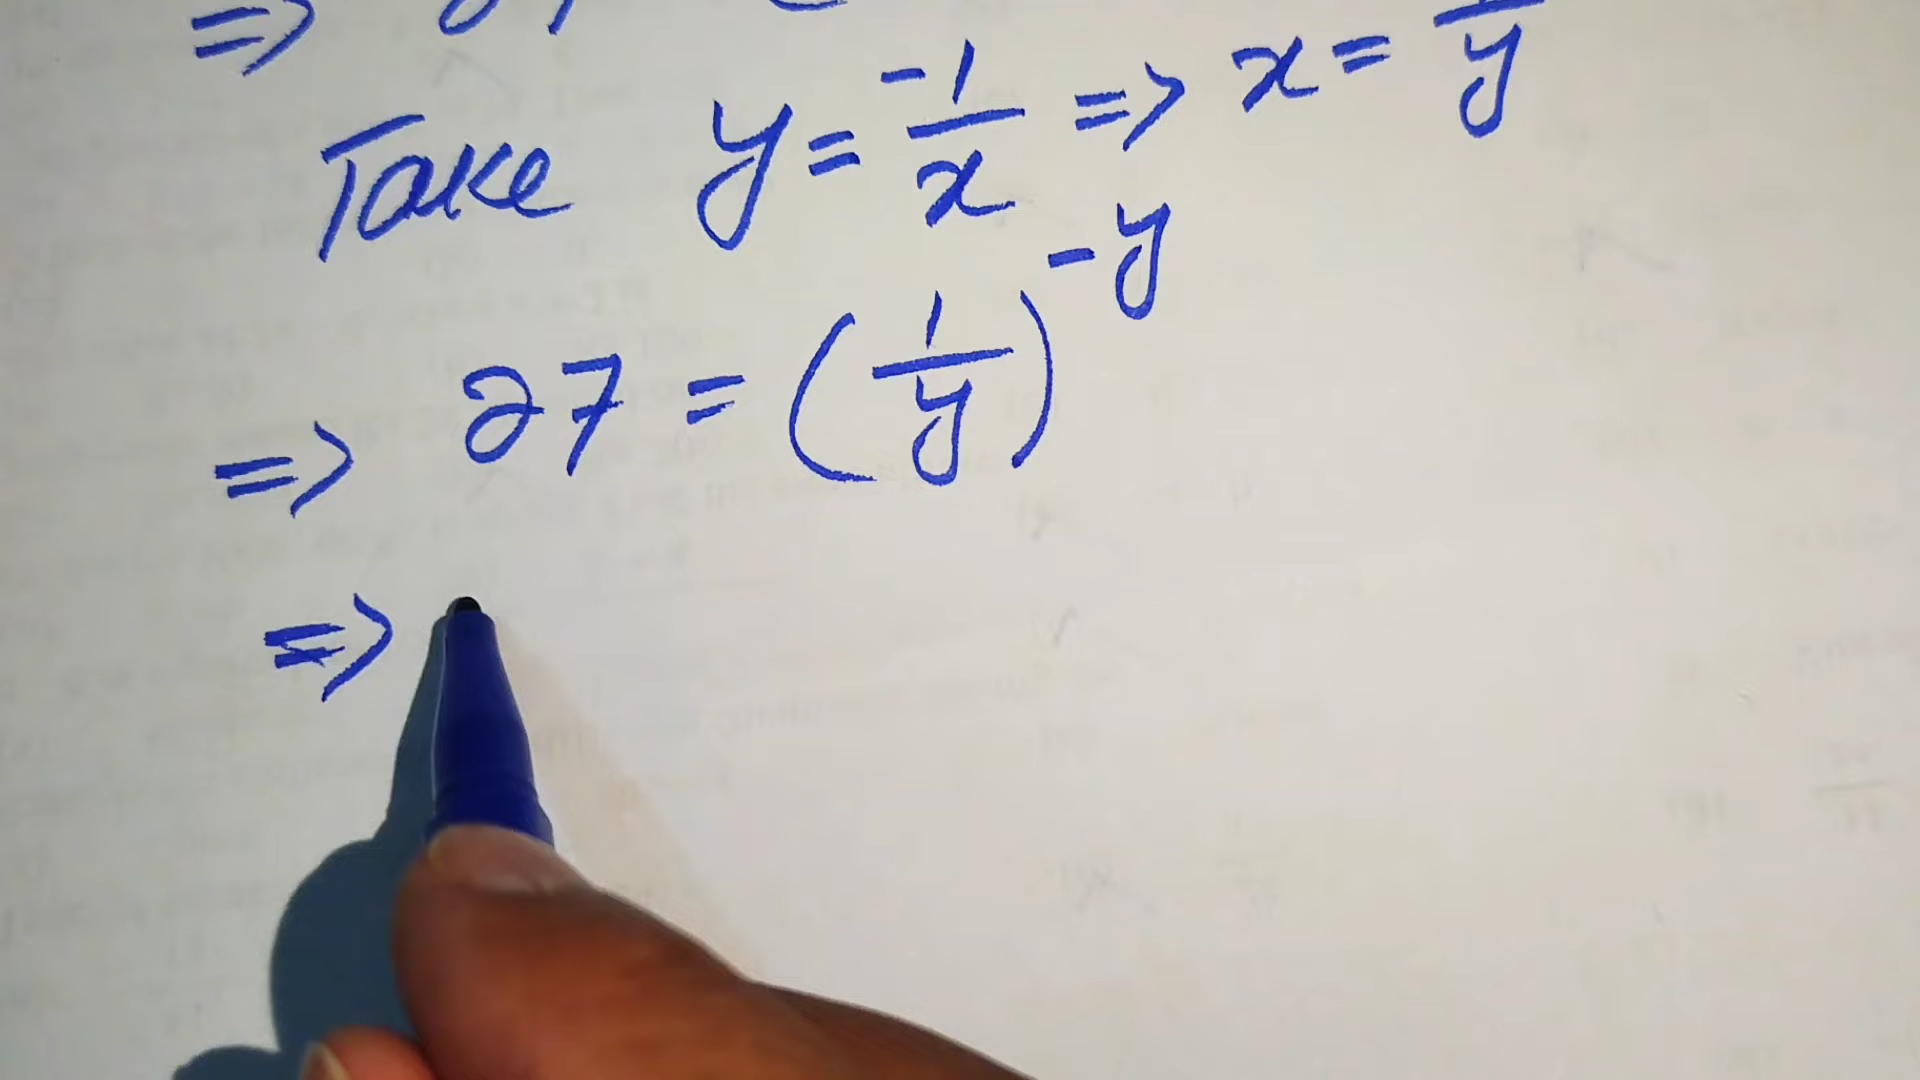 =>
Take y = -1/x => x = 1/y
=> 27 = (1/y)^-y
=>